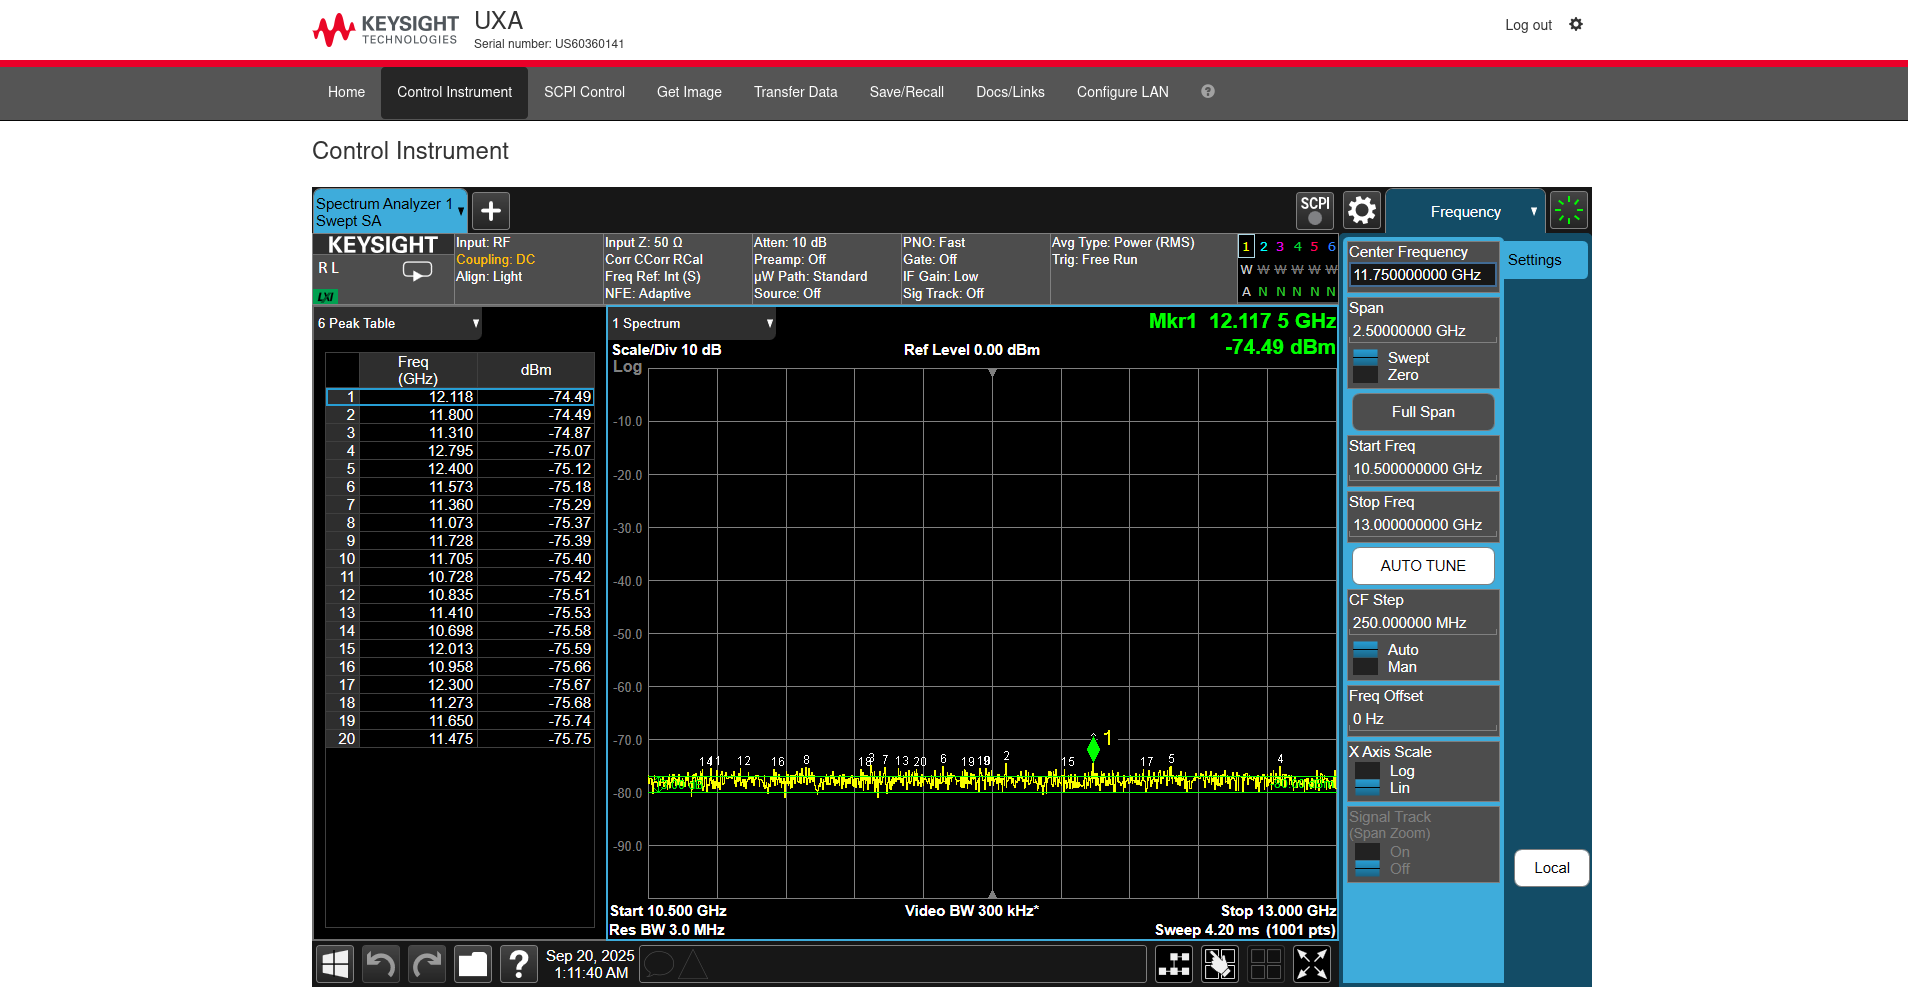 KEYSIGHT
TECHNOLOGIES
UXA
Serial number: US60360141
Log out
Home
Control Instrument
SCPI Control
Get Image
Transfer Data
Save/Recall
Docs/Links
Configure LAN
?
Control Instrument
Spectrum Analyzer 1
Swept SA
SCPI
Frequency
KEYSIGHT
R L
LXI
Input: RF
Coupling: DC
Align: Light
Input Z: 50 Ω
Corr CCorr RCal
Freq Ref: Int (S)
NFE: Adaptive
Atten: 10 dB
Preamp: Off
µW Path: Standard
Source: Off
PNO: Fast
Gate: Off
IF Gain: Low
Sig Track: Off
Avg Type: Power (RMS)
Trig: Free Run
1 2 3 4 5 6
W W W W W W
A N N N N N
6 Peak Table
Freq
(GHz)
dBm
1 12.118 -74.49
2 11.800 -74.49
3 11.310 -74.87
4 12.795 -75.07
5 12.400 -75.12
6 11.573 -75.18
7 11.360 -75.29
8 11.073 -75.37
9 11.728 -75.39
10 11.705 -75.40
11 10.728 -75.42
12 10.835 -75.51
13 11.410 -75.53
14 10.698 -75.58
15 12.013 -75.59
16 10.958 -75.66
17 12.300 -75.67
18 11.273 -75.68
19 11.650 -75.74
20 11.475 -75.75
1 Spectrum
Mkr1 12.117 5 GHz
-74.49 dBm
Scale/Div 10 dB
Ref Level 0.00 dBm
Log
-10.0
-20.0
-30.0
-40.0
-50.0
-60.0
-70.0
-80.0
-90.0
1
12 16 8 7 13 20 6 2 15 17 5 4
Start 10.500 GHz
Video BW 300 kHz*
Stop 13.000 GHz
Res BW 3.0 MHz
Sweep 4.20 ms (1001 pts)
Settings
Center Frequency
11.750000000 GHz
Span
2.50000000 GHz
Swept
Zero
Full Span
Start Freq
10.500000000 GHz
Stop Freq
13.000000000 GHz
AUTO TUNE
CF Step
250.000000 MHz
Auto
Man
Freq Offset
0 Hz
X Axis Scale
Log
Lin
Signal Track
(Span Zoom)
On
Off
Local
?
Sep 20, 2025
1:11:40 AM